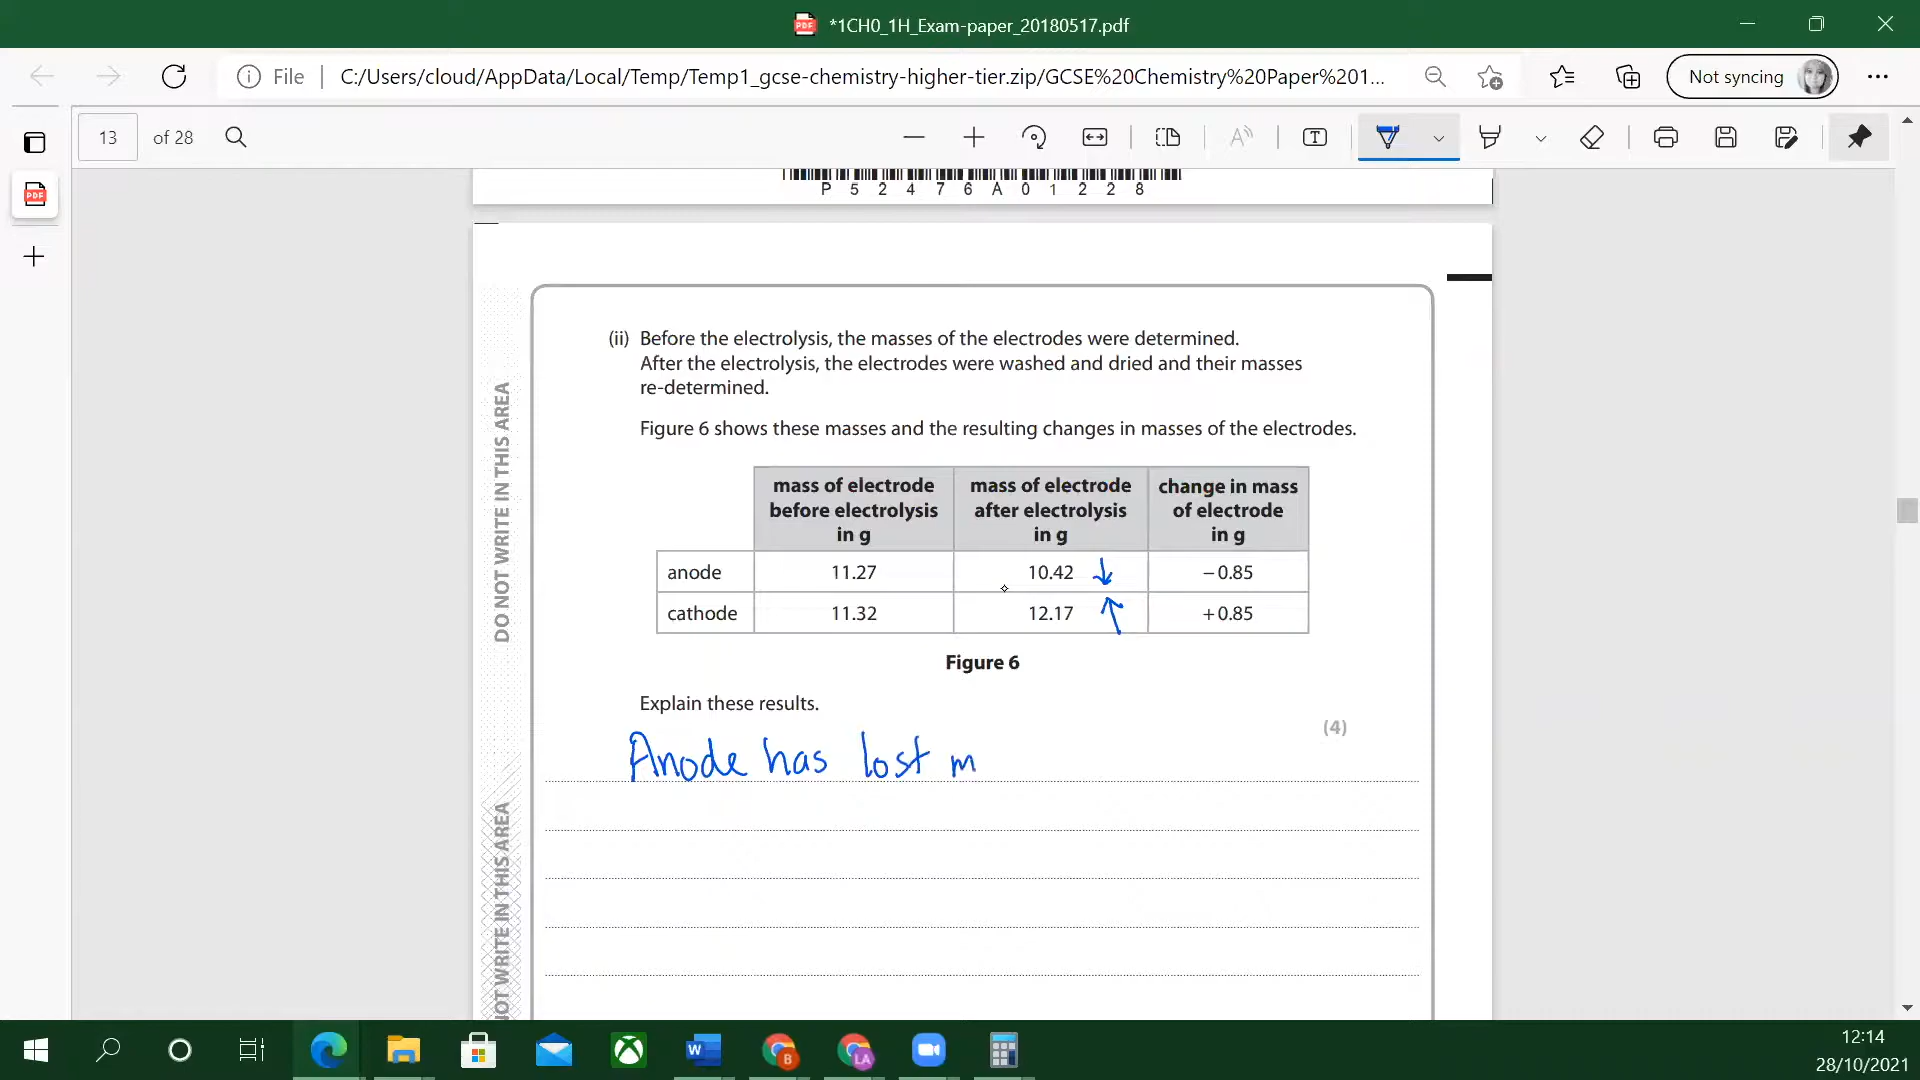 *1CH0_1H_Exam-paper_20180517.pdf
File
C:/Users/cloud/AppData/Local/Temp/Temp1_gcse-chemistry-higher-tier.zip/GCSE%20Chemistry%20Paper%201...
Not syncing
13 of 28
P 5 2 4 7 6 A 0 1 2 2 8
(ii) Before the electrolysis, the masses of the electrodes were determined.
After the electrolysis, the electrodes were washed and dried and their masses
re-determined.
Figure 6 shows these masses and the resulting changes in masses of the electrodes.
mass of electrode before electrolysis in g
mass of electrode after electrolysis in g
change in mass of electrode in g
anode 11.27 10.42 −0.85
cathode 11.32 12.17 +0.85
Figure 6
Explain these results.
(4)
Anode has lost m
DO NOT WRITE IN THIS AREA
NOT WRITE IN THIS AREA
12:14
28/10/2021